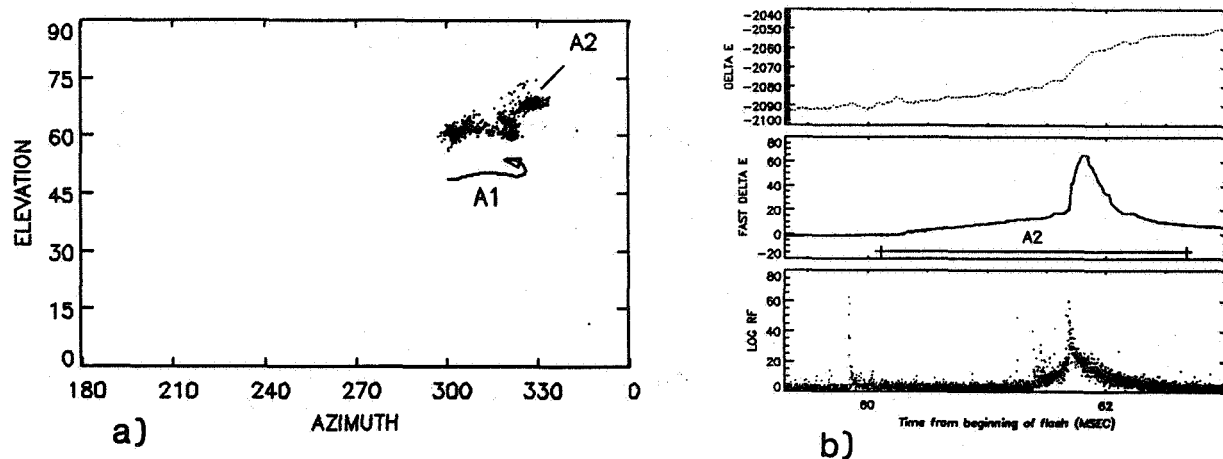 90
75
60
45
30
15
0
ELEVATION
A2
A1
180 210 240 270 300 330 0
AZIMUTH
a)
-2040
-2050
-2060
-2070
-2080
-2090
-2100
DELTA E
80
60
40
20
0
-20
FAST DELTA E
A2
80
60
40
20
0
LOG RF
60 62
Time from beginning of flash (MSEC)
b)